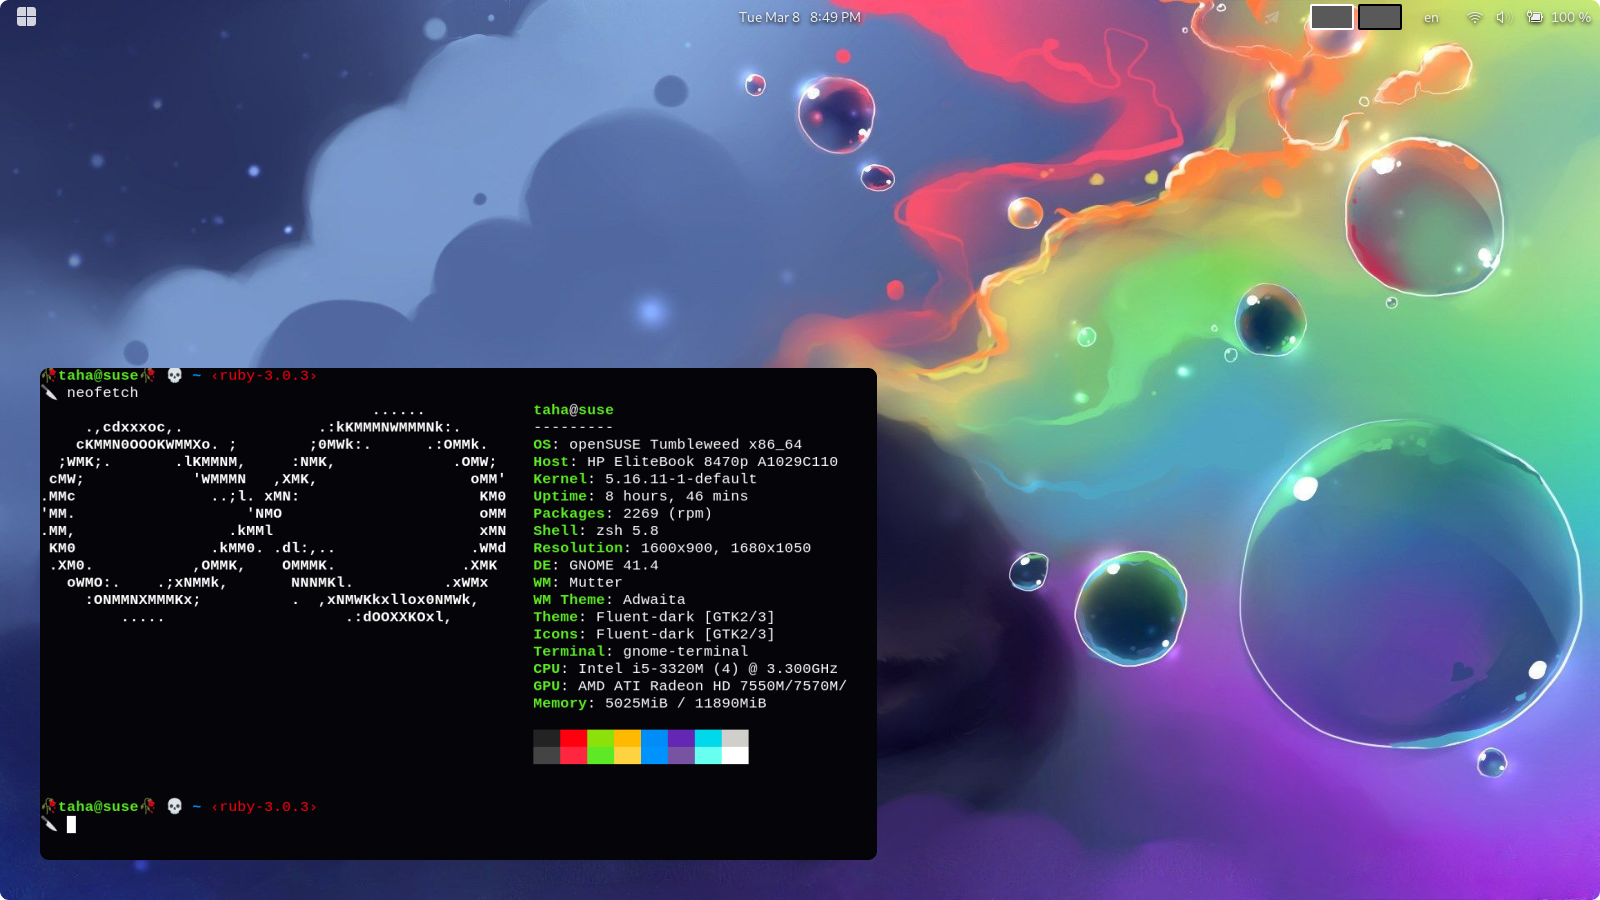 Tue Mar 8 8:49 PM
en
100 %
taha@suse ~ ‹ruby-3.0.3›
neofetch
                                     ......
     .,cdxxxoc,.               .:kKMMMNWMMMNk:.
    cKMMN0OOOKWMMXo. ;        ;0MWk:.      .:OMMk.
  ;WMK;.       .lKMMNM,     :NMK,             .OMW;
 cMW;            'WMMMN   ,XMK,                 oMM'
.MMc               ..;l. xMN:                    KM0
'MM.                   'NMO                      oMM
.MM,                 .kMMl                       xMN
 KM0               .kMM0. .dl:,..               .WMd
 .XM0.           ,OMMK,    OMMMK.              .XMK
   oWMO:.    .;xNMMk,       NNNMKl.          .xWMx
     :ONMMNXMMMKx;          .  ,xNMWKkxllox0NMWk,
         .....                    .:dOOXXKOxl,
taha@suse
---------
OS: openSUSE Tumbleweed x86_64
Host: HP EliteBook 8470p A1029C110
Kernel: 5.16.11-1-default
Uptime: 8 hours, 46 mins
Packages: 2269 (rpm)
Shell: zsh 5.8
Resolution: 1600x900, 1680x1050
DE: GNOME 41.4
WM: Mutter
WM Theme: Adwaita
Theme: Fluent-dark [GTK2/3]
Icons: Fluent-dark [GTK2/3]
Terminal: gnome-terminal
CPU: Intel i5-3320M (4) @ 3.300GHz
GPU: AMD ATI Radeon HD 7550M/7570M/
Memory: 5025MiB / 11890MiB
taha@suse ~ ‹ruby-3.0.3›